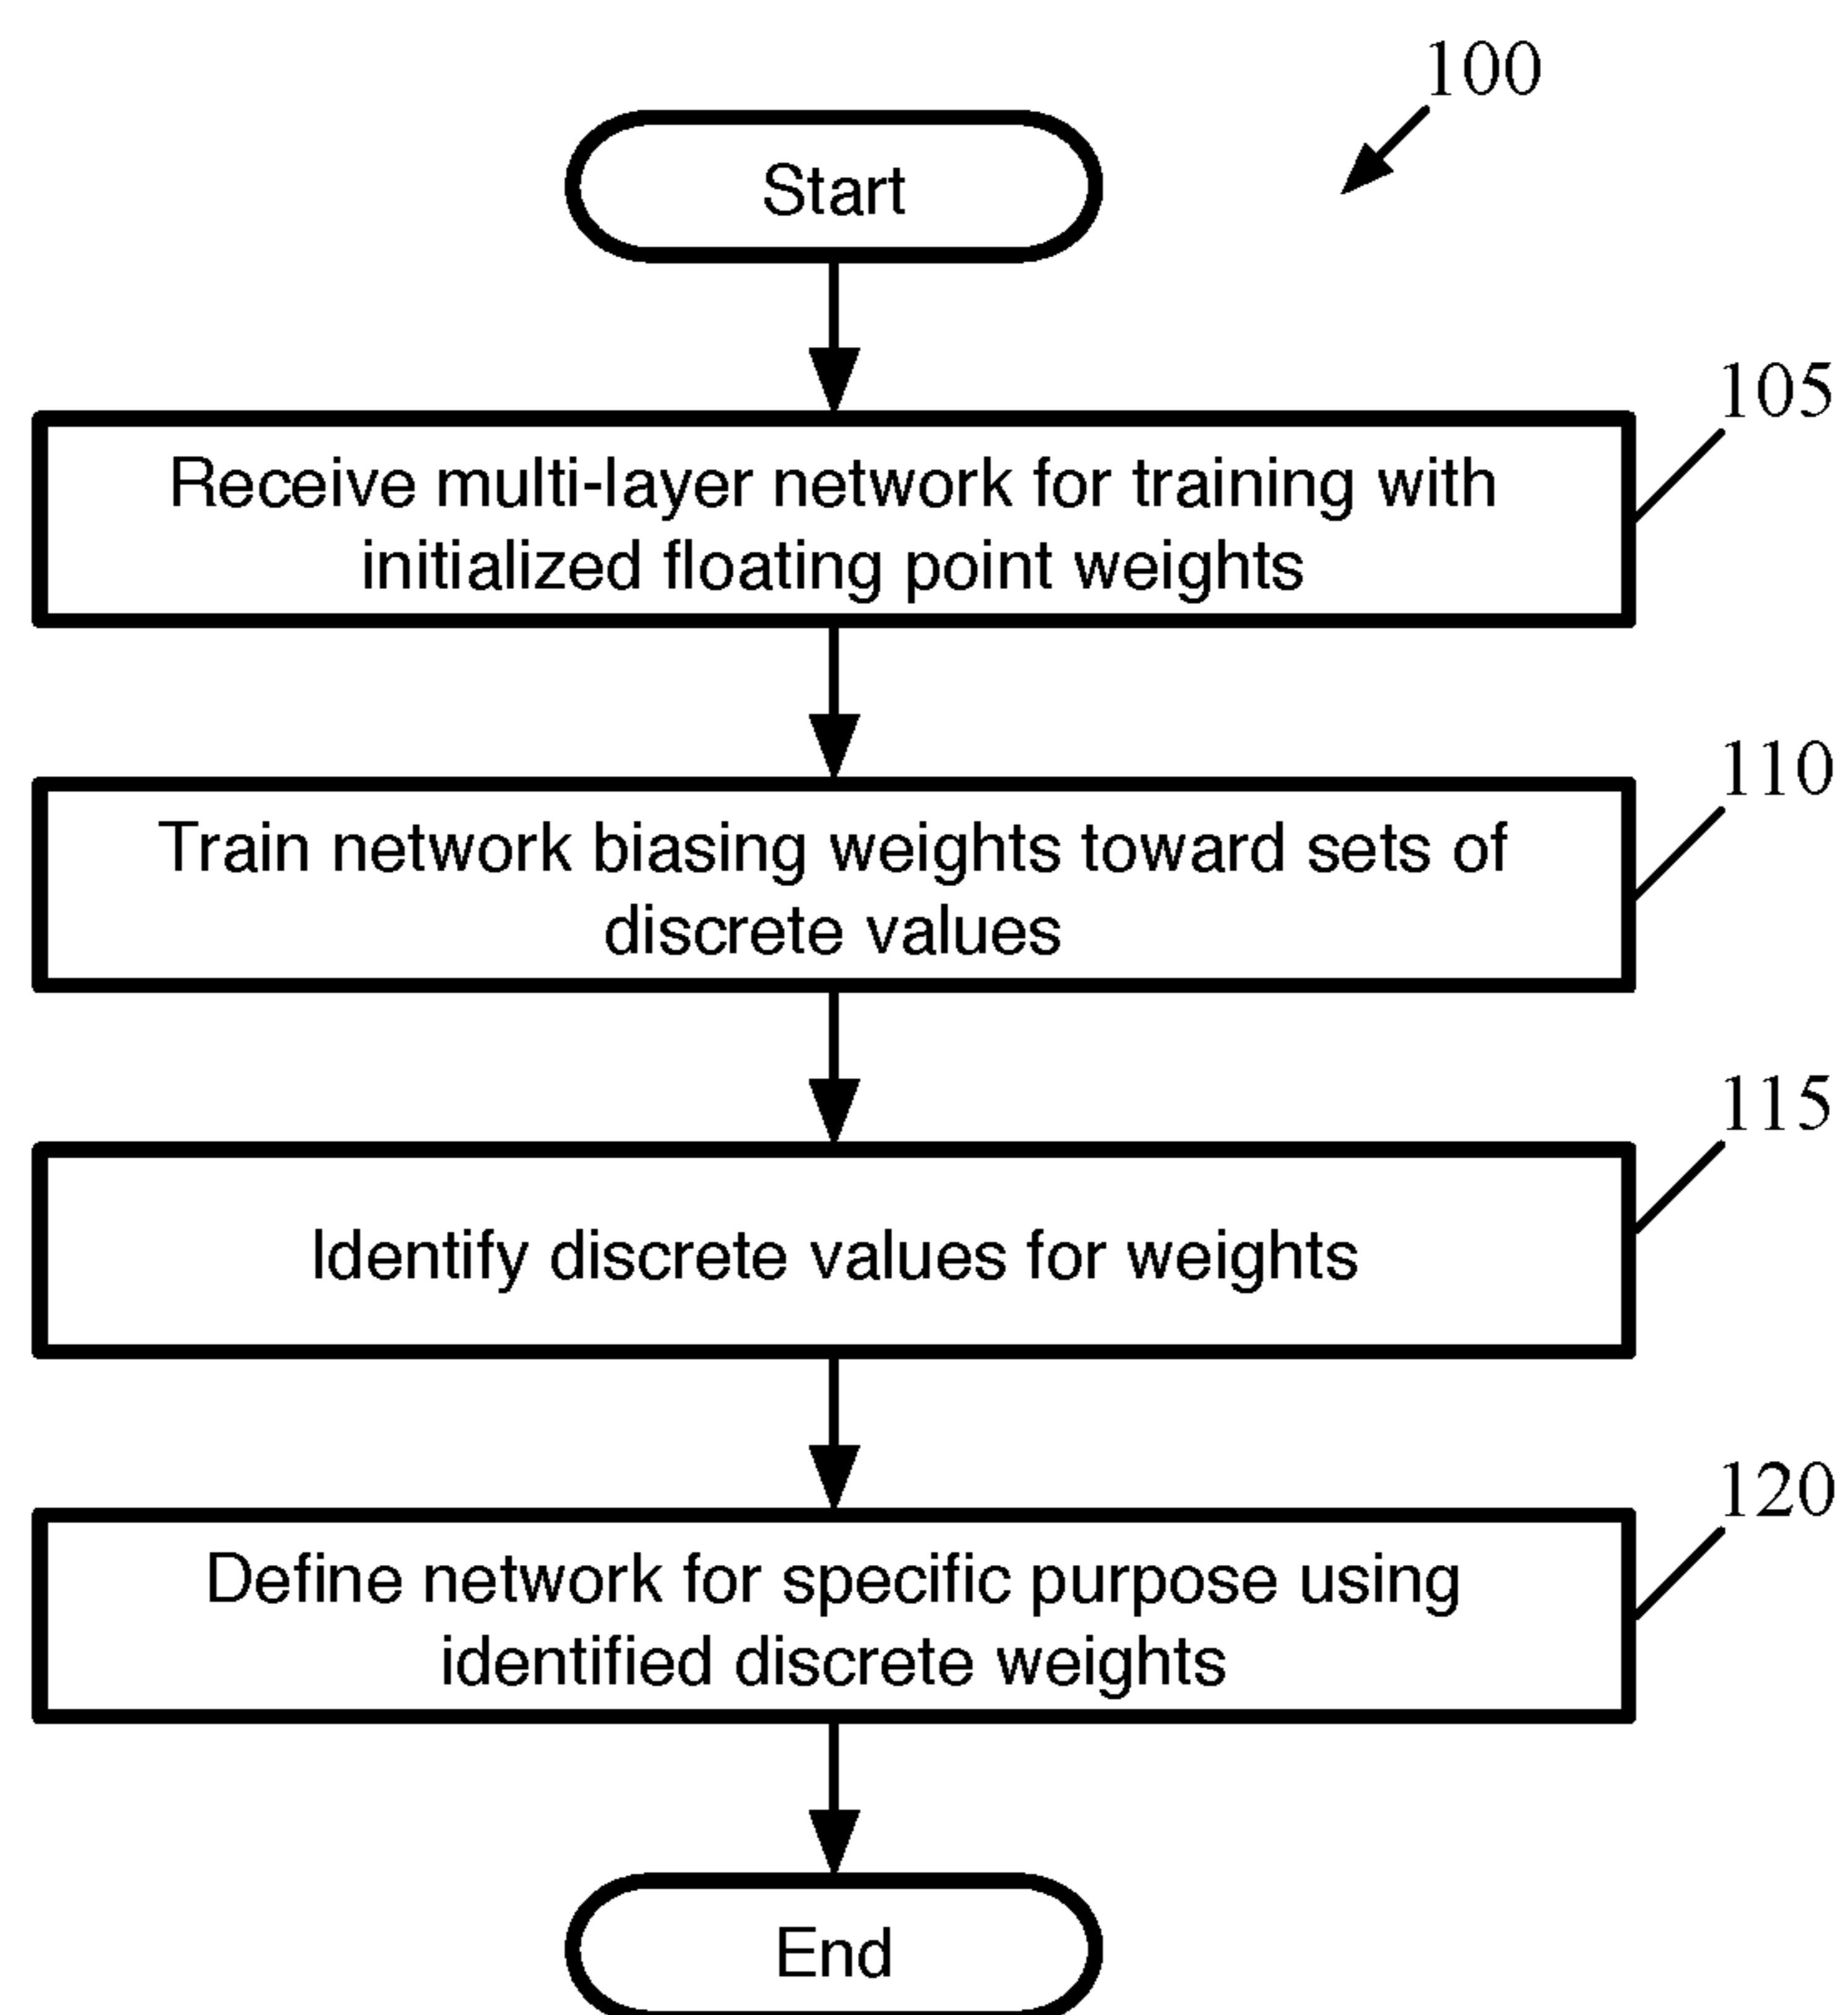 100
Start
105
Receive multi-layer network for training with
initialized floating point weights
110
Train network biasing weights toward sets of
discrete values
115
Identify discrete values for weights
120
Define network for specific purpose using
identified discrete weights
End